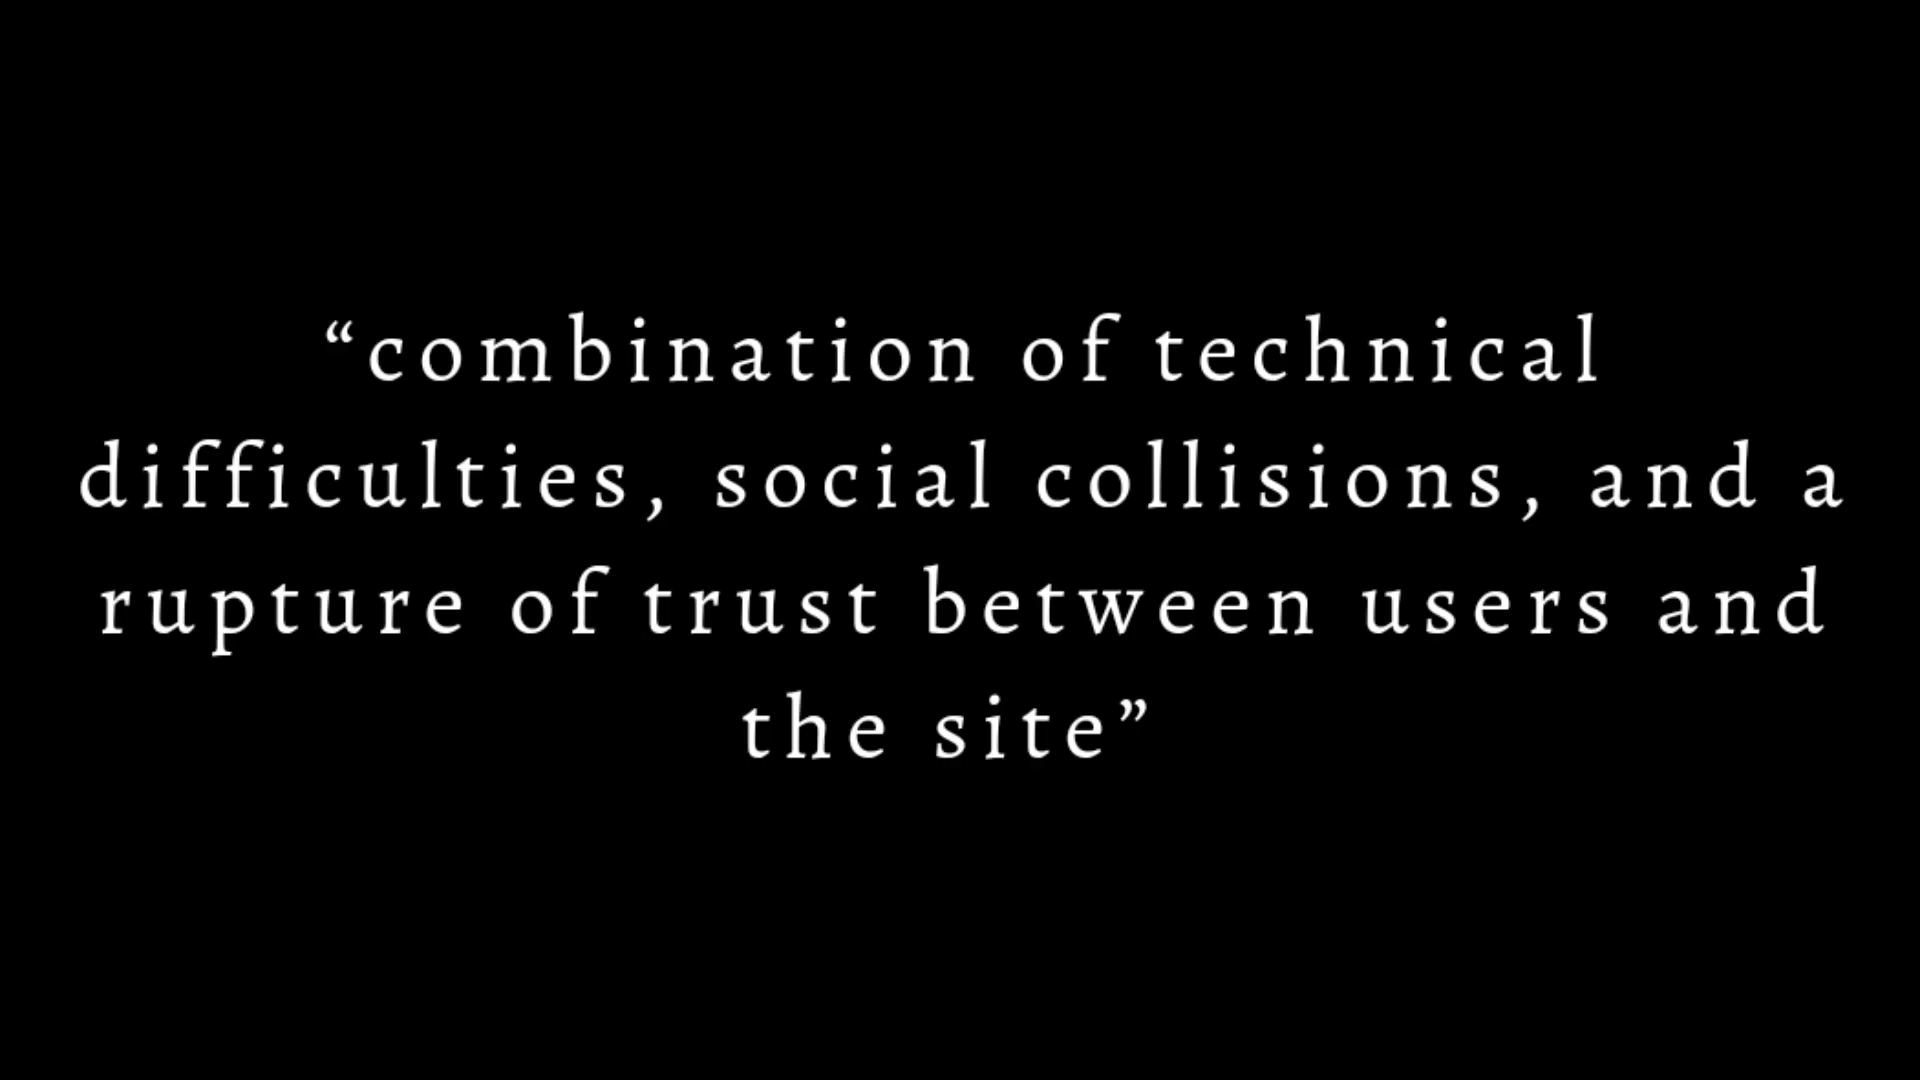 “combination of technical
difficulties, social collisions, and a
rupture of trust between users and
the site”